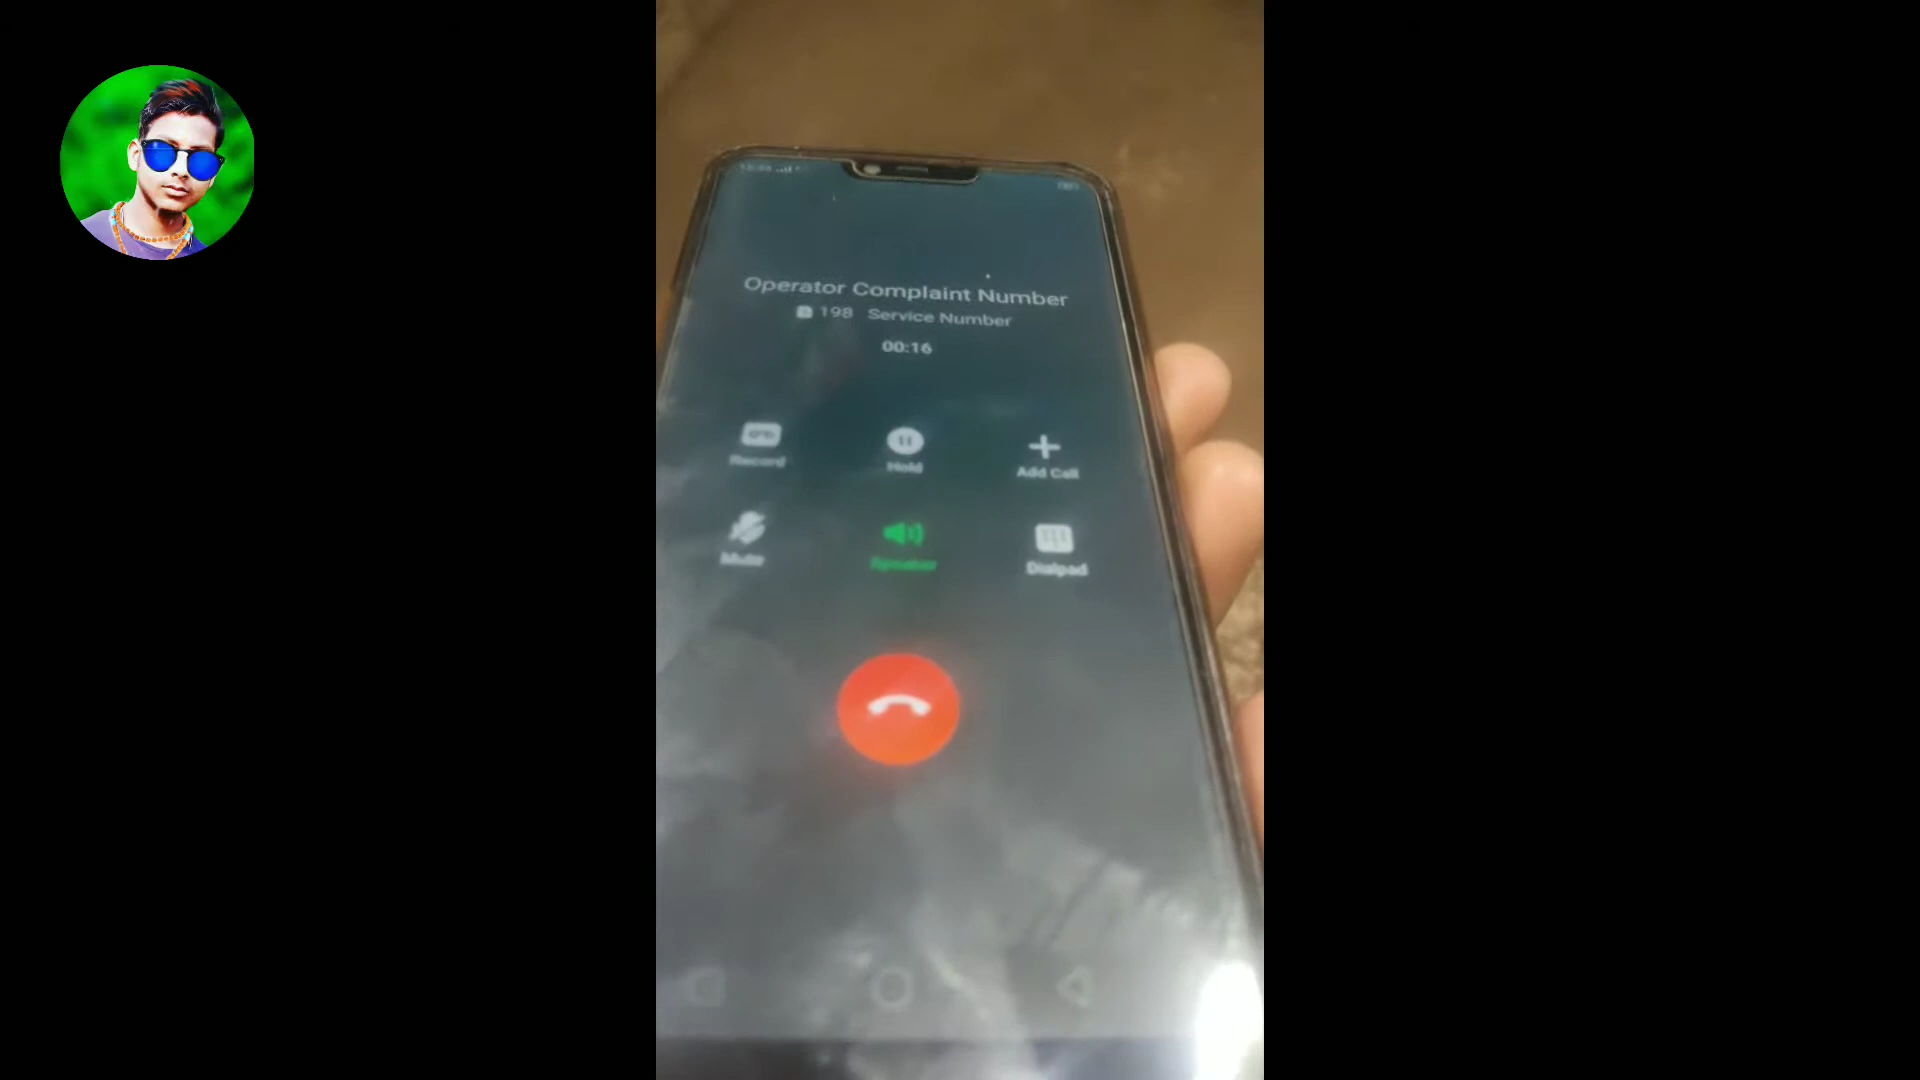 Operator Complaint Number
198 Service Number
00:16
Record
Hold
Add Call
Mute
Speaker
Dialpad